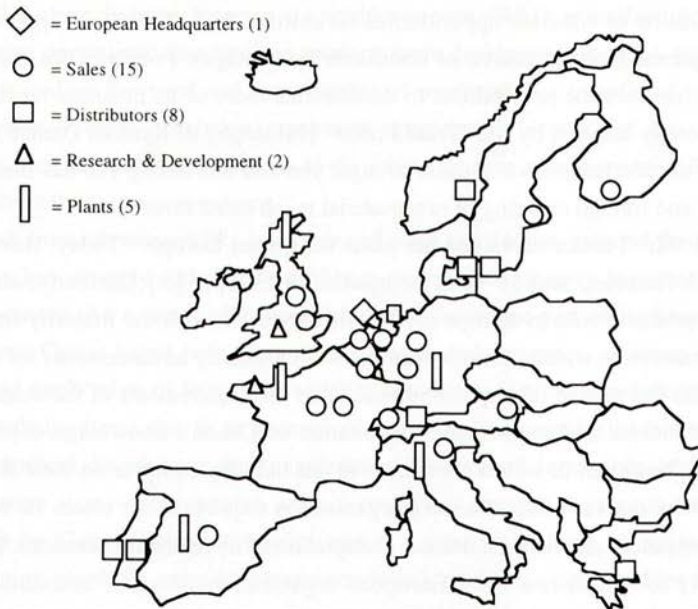 = European Headquarters (1)
= Sales (15)
= Distributors (8)
= Research & Development (2)
= Plants (5)